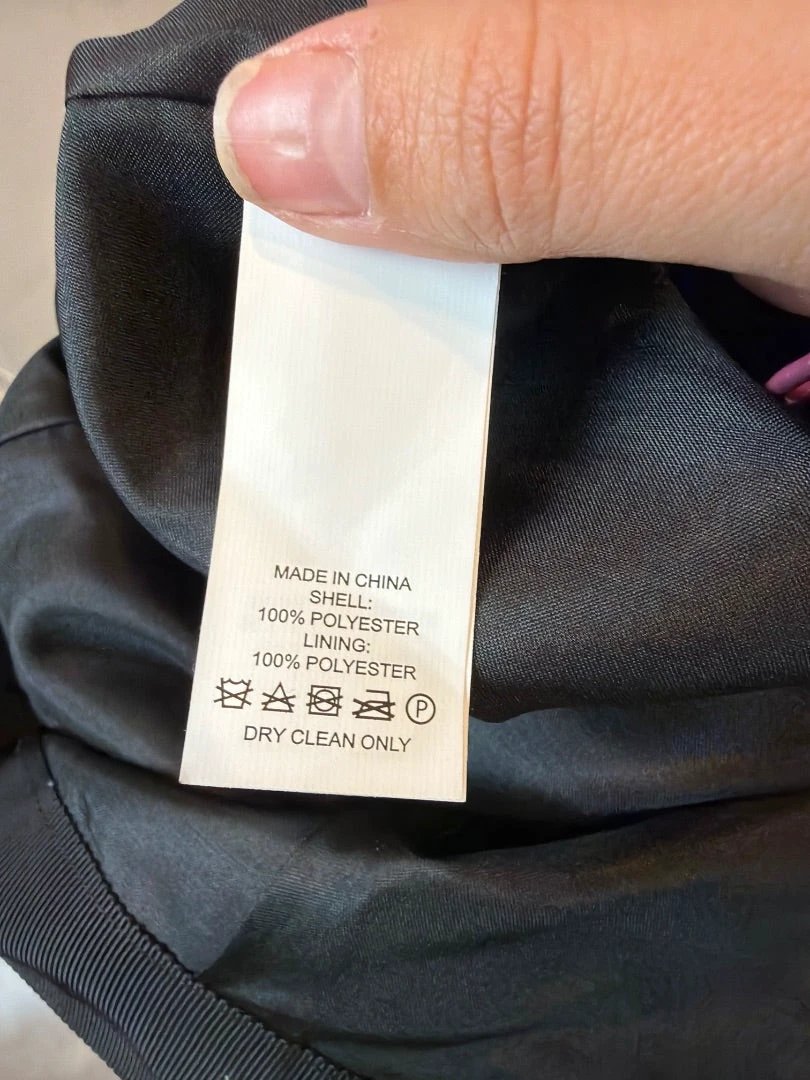 MADE IN CHINA
SHELL:
100% POLYESTER
LINING:
100% POLYESTER
P
DRY CLEAN ONLY